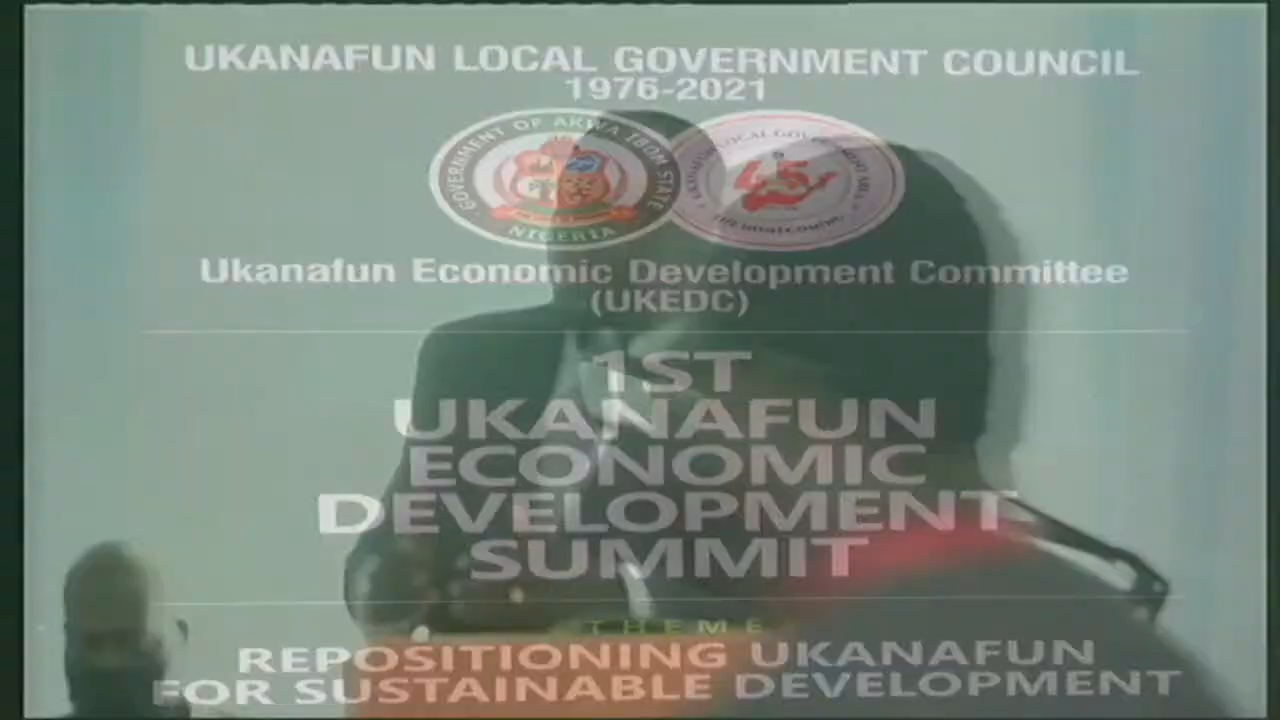 UKANAFUN LOCAL GOVERNMENT COUNCIL
1976-2021
GOVERNMENT OF AKWA IBOM STATE
NIGERIA
45
Ukanafun Economic Development Committee
(UKEDC)
1ST
UKANAFUN
ECONOMIC
DEVELOPMENT
SUMMIT
THEME
REPOSITIONING UKANAFUN
FOR SUSTAINABLE DEVELOPMENT